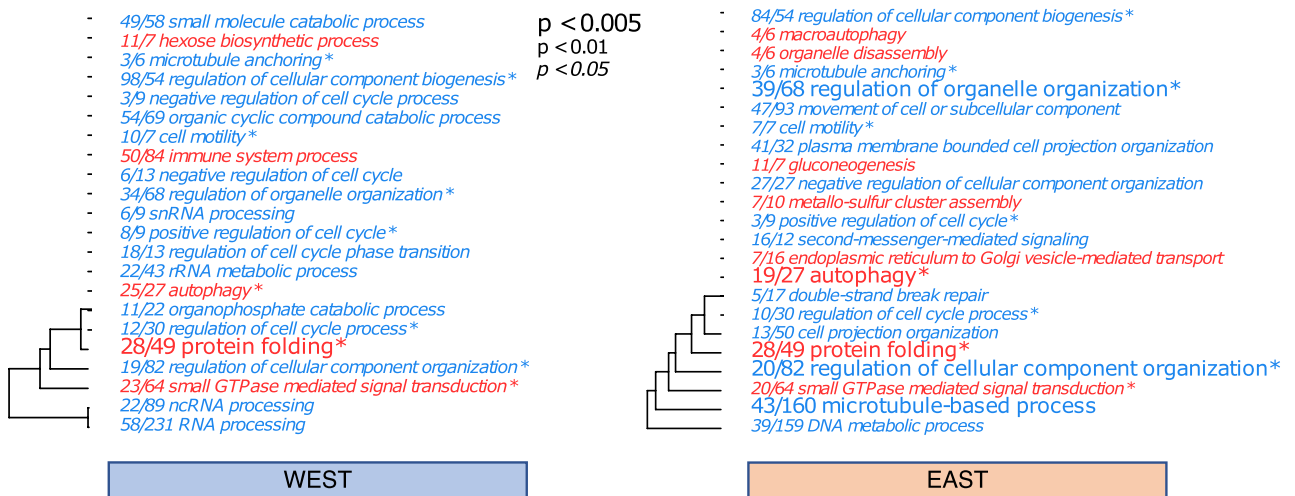 49/58 small molecule catabolic process
11/7 hexose biosynthetic process
3/6 microtubule anchoring*
98/54 regulation of cellular component biogenesis*
3/9 negative regulation of cell cycle process
54/69 organic cyclic compound catabolic process
10/7 cell motility*
50/84 immune system process
6/13 negative regulation of cell cycle
34/68 regulation of organelle organization*
6/9 snRNA processing
8/9 positive regulation of cell cycle*
18/13 regulation of cell cycle phase transition
22/43 rRNA metabolic process
25/27 autophagy*
11/22 organophosphate catabolic process
12/30 regulation of cell cycle process*
28/49 protein folding*
19/82 regulation of cellular component organization*
23/64 small GTPase mediated signal transduction*
22/89 ncRNA processing
58/231 RNA processing
WEST
p <0.005
p <0.01
p <0.05
84/54 regulation of cellular component biogenesis*
4/6 macroautophagy
4/6 organelle disassembly
3/6 microtubule anchoring*
39/68 regulation of organelle organization*
47/93 movement of cell or subcellular component
7/7 cell motility*
41/32 plasma membrane bounded cell projection organization
11/7 gluconeogenesis
27/27 negative regulation of cellular component organization
7/10 metallo-sulfur cluster assembly
3/9 positive regulation of cell cycle*
16/12 second-messenger-mediated signaling
7/16 endoplasmic reticulum to Golgi vesicle-mediated transport
19/27 autophagy*
5/17 double-strand break repair
10/30 regulation of cell cycle process*
13/50 cell projection organization
28/49 protein folding*
20/82 regulation of cellular component organization*
20/64 small GTPase mediated signal transduction*
43/160 microtubule-based process
39/159 DNA metabolic process
EAST